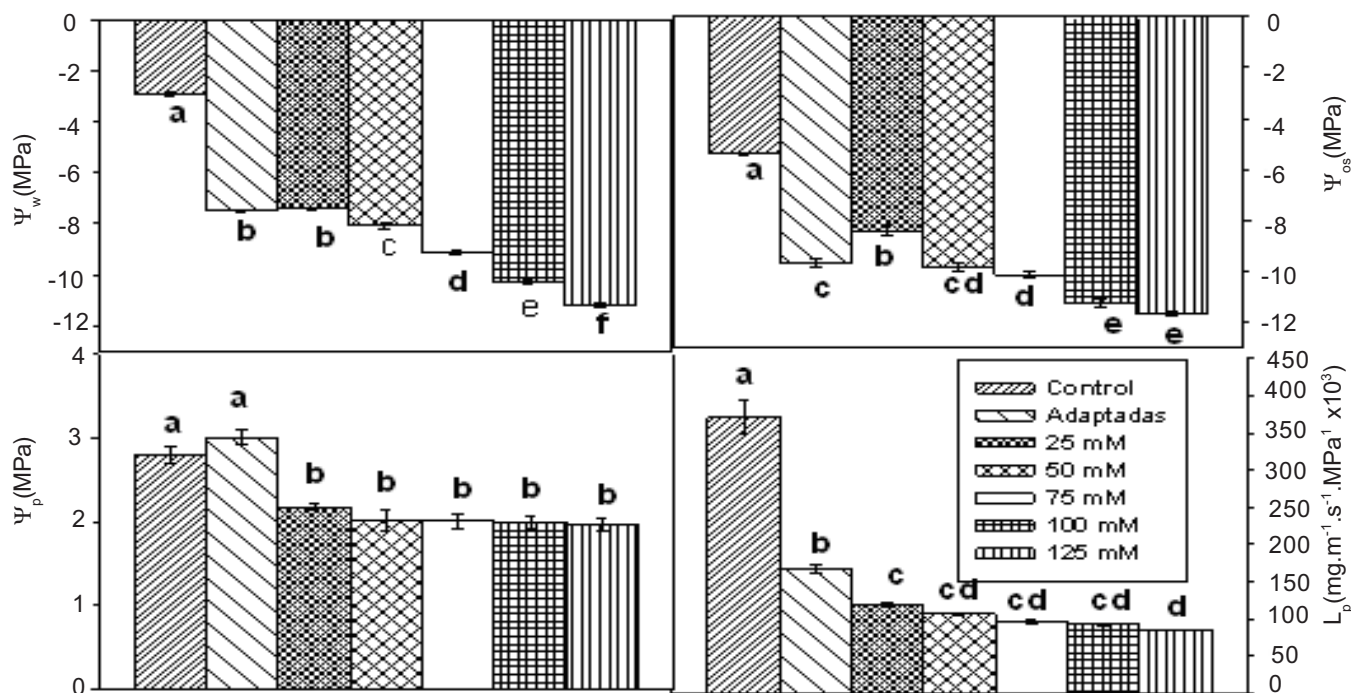 0
-2
-4
-6
-8
-10
-12
Ψw(MPa)
a
b
b
c
d
e
f
0
-2
-4
-6
-8
-10
-12
Ψos(MPa)
a
c
b
cd
d
e
e
4
3
2
1
0
Ψp(MPa)
a
a
b
b
b
b
b
450
400
350
300
250
200
150
100
50
0
Lp(mg.m-1.s-1.MPa1 x103)
a
b
c
cd
cd
cd
d
Control
Adaptadas
25 mM
50 mM
75 mM
100 mM
125 mM